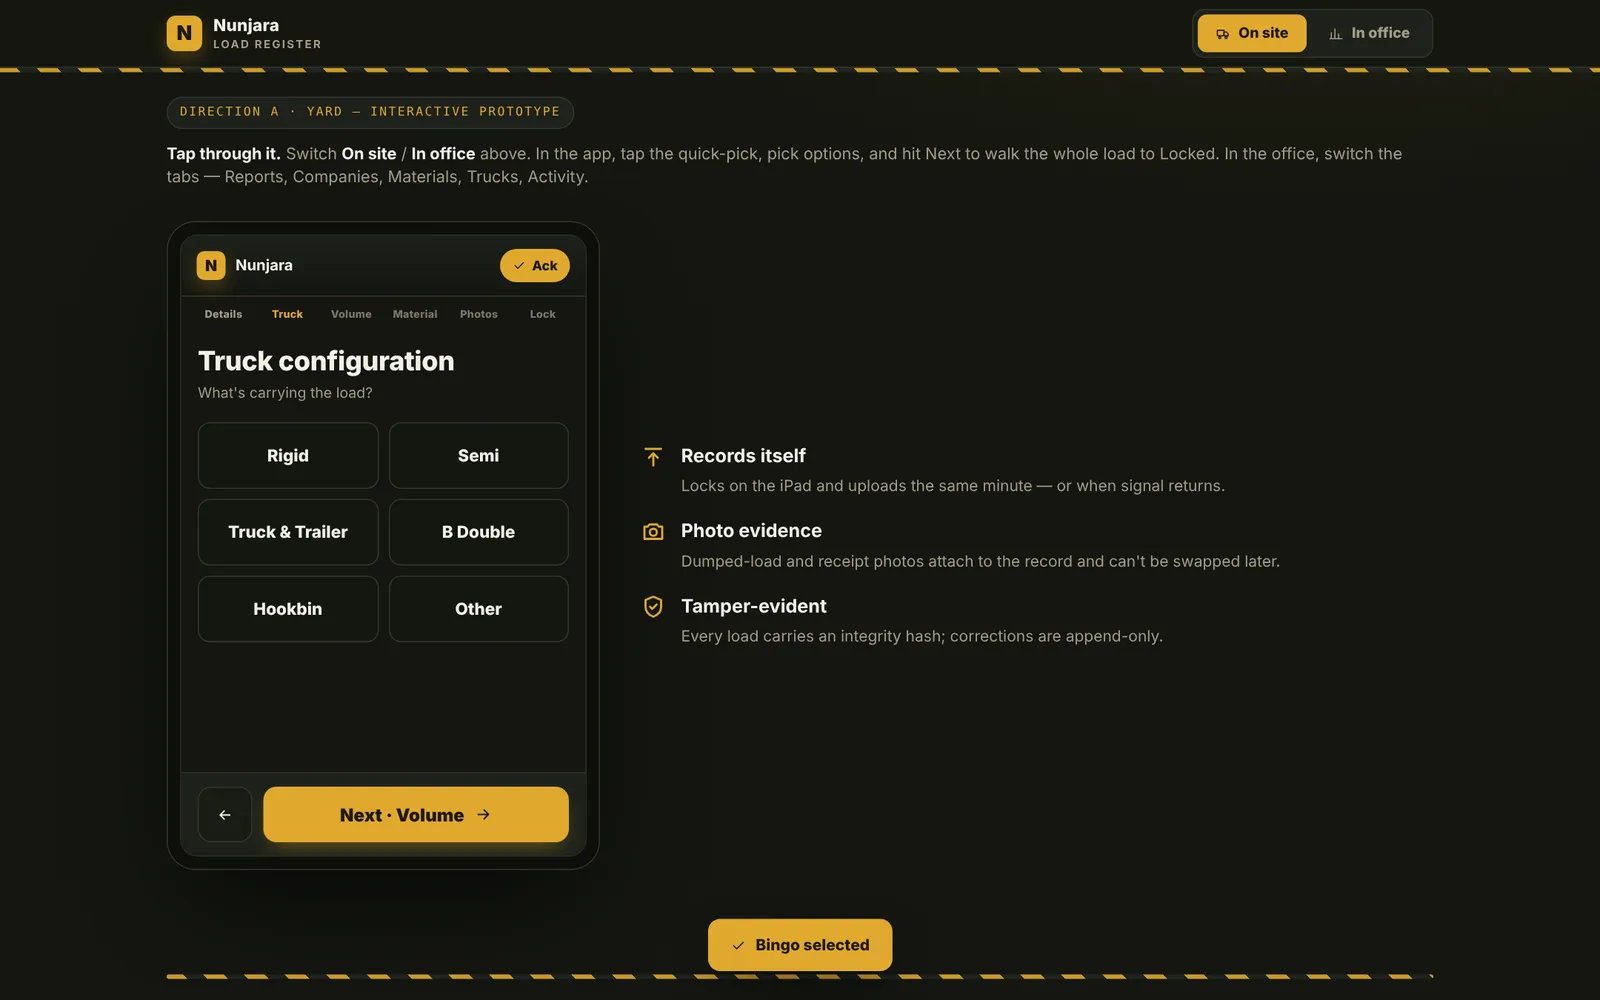 N
Nunjara
LOAD REGISTER
On site
In office
DIRECTION A · YARD — INTERACTIVE PROTOTYPE
Tap through it. Switch On site / In office above. In the app, tap the quick-pick, pick options, and hit Next to walk the whole load to Locked. In the office, switch the
tabs — Reports, Companies, Materials, Trucks, Activity.
N
Nunjara
Ack
Details Truck Volume Material Photos Lock
Truck configuration
What's carrying the load?
Rigid
Semi
Truck & Trailer
B Double
Hookbin
Other
Next · Volume →
Records itself
Locks on the iPad and uploads the same minute — or when signal returns.
Photo evidence
Dumped-load and receipt photos attach to the record and can't be swapped later.
Tamper-evident
Every load carries an integrity hash; corrections are append-only.
Bingo selected